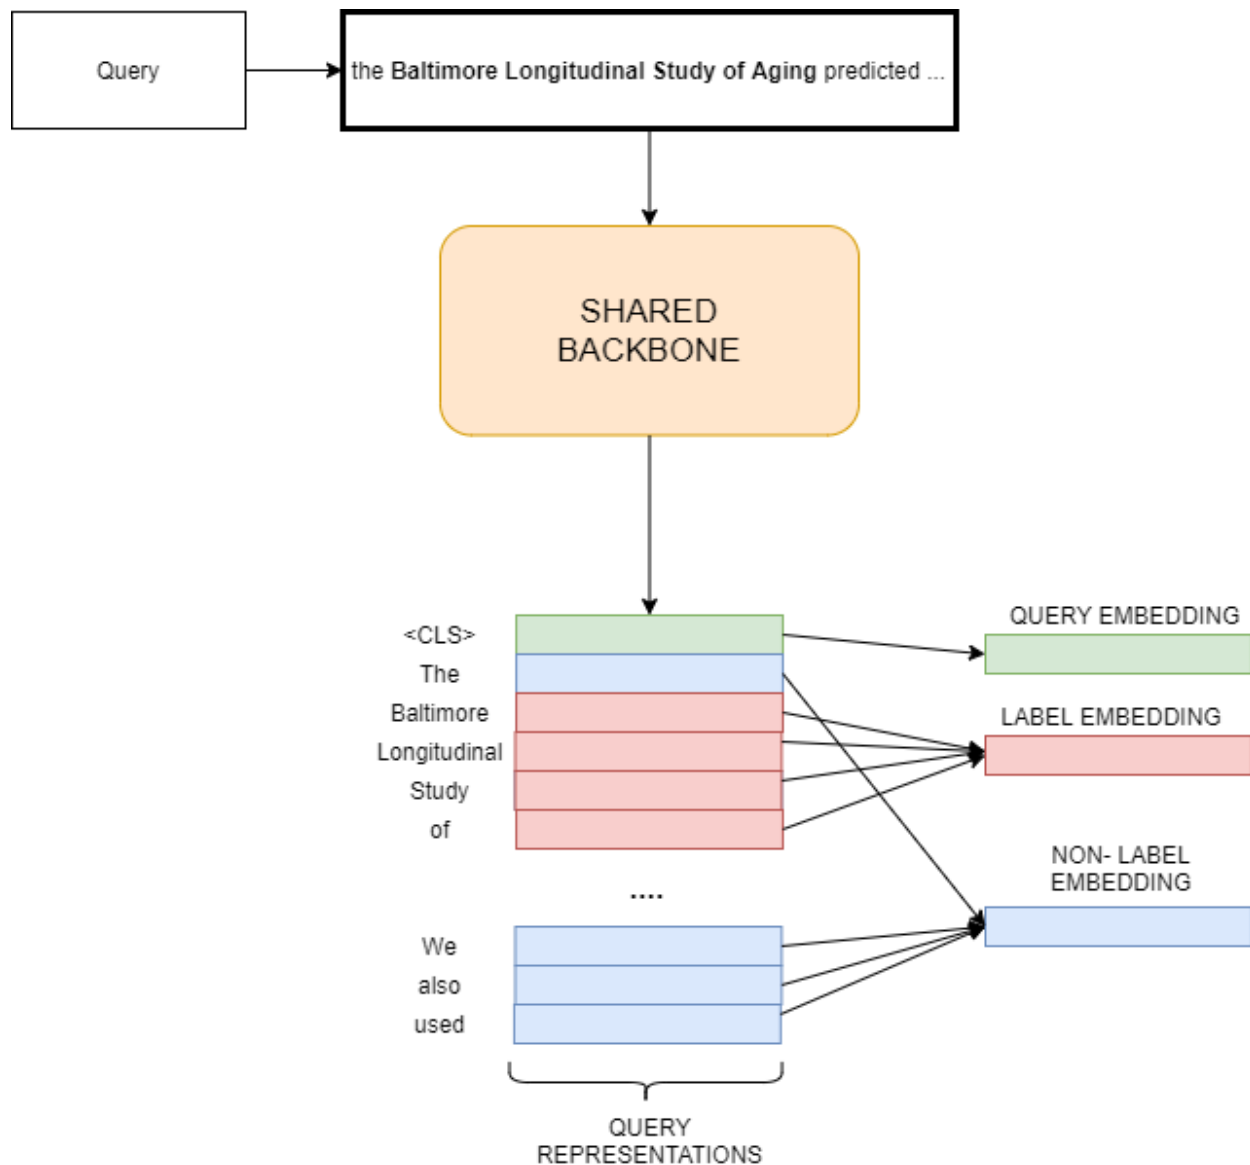 Query
the Baltimore Longitudinal Study of Aging predicted ...
SHARED
BACKBONE
<CLS>
The
Baltimore
Longitudinal
Study
of
....
We
also
used
QUERY
REPRESENTATIONS
QUERY EMBEDDING
LABEL EMBEDDING
NON- LABEL
EMBEDDING